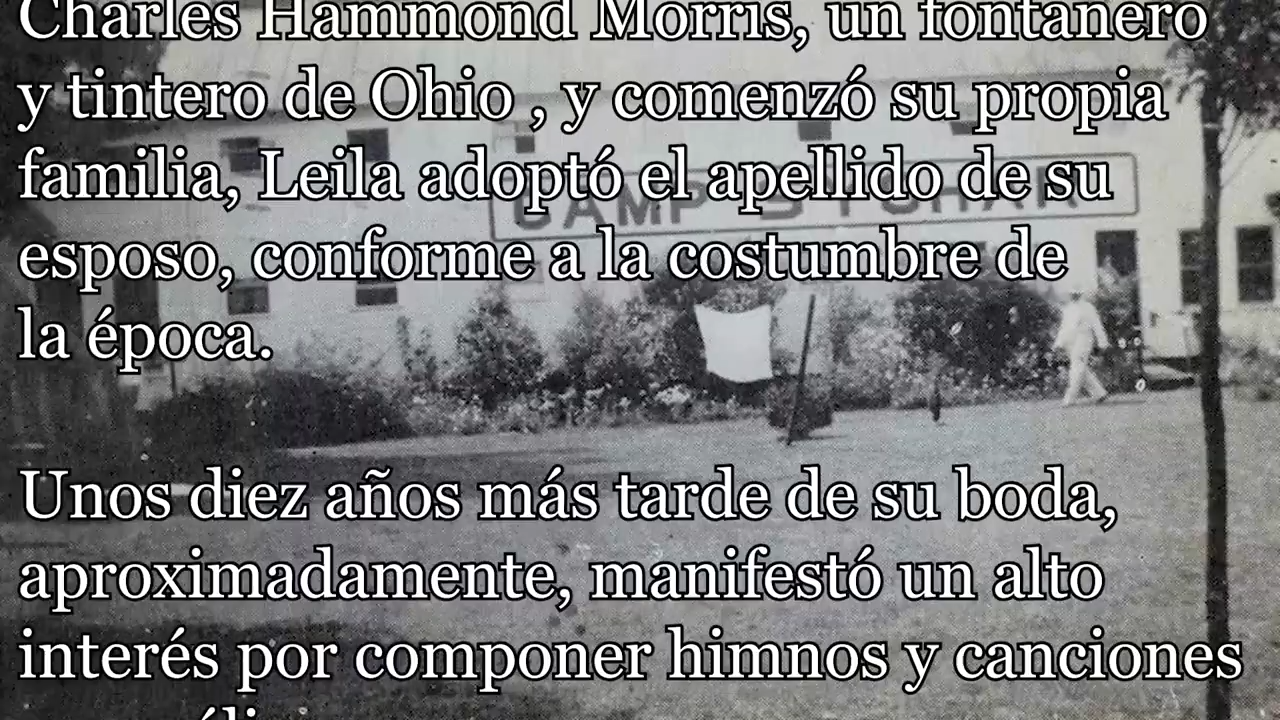 Charles Hammond Morris, un fontanero
y tintero de Ohio , y comenzó su propia
familia, Leila adoptó el apellido de su
CAMP SYCHAR
esposo, conforme a la costumbre de
la época.
Unos diez años más tarde de su boda,
aproximadamente, manifestó un alto
interés por componer himnos y canciones